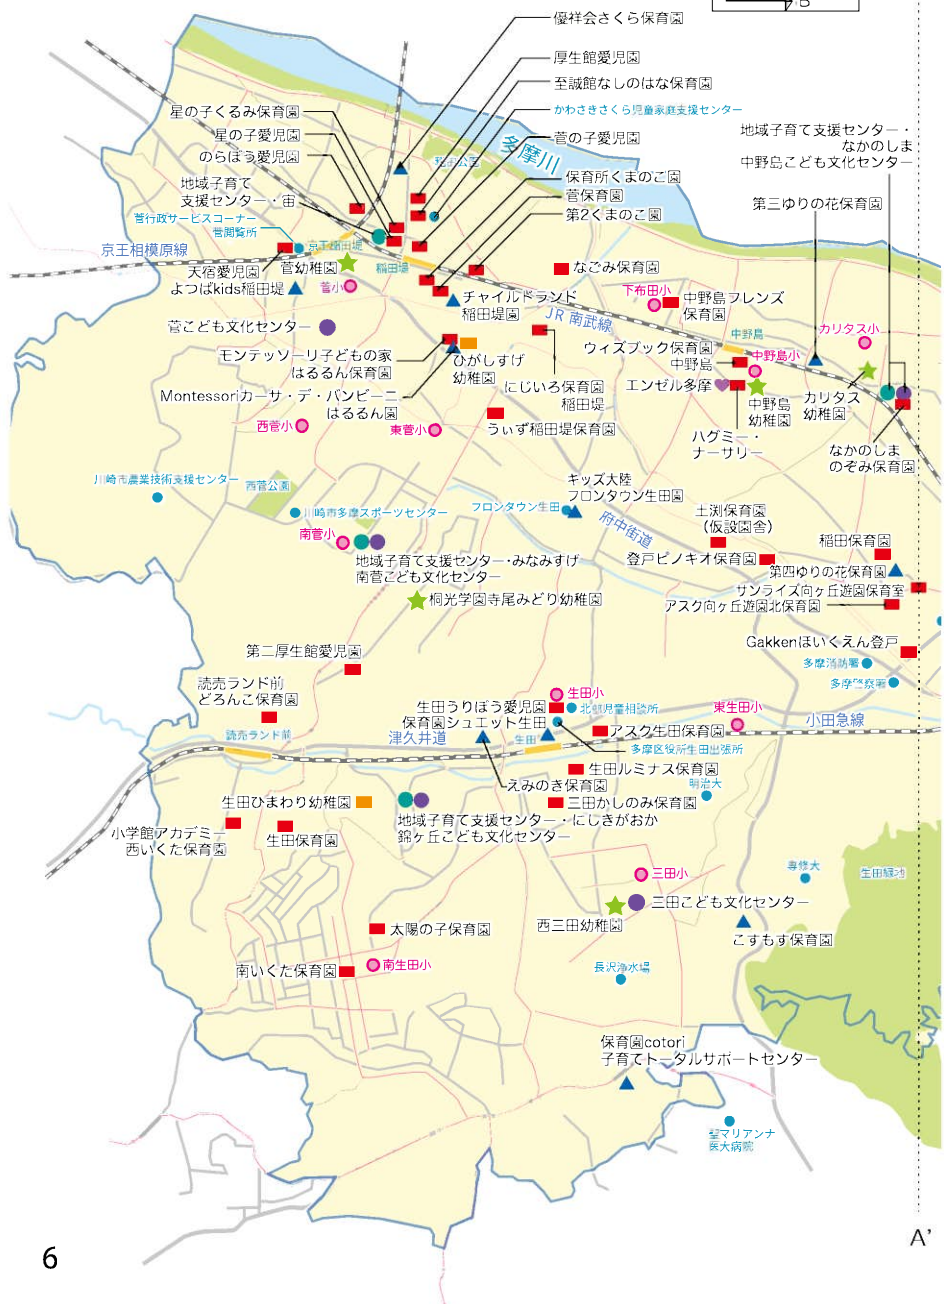 B
優祥会さくら保育園
厚生館愛児園
至誠館なしのはな保育園
かわさきさくら児童家庭支援センター
菅の子愛児園
多摩川
保育所くまのこ園
菅保育園
第2くまのこ園
星の子くるみ保育園
星の子愛児園
のらぼう愛児園
地域子育て
支援センター・宙
菅行政サービスコーナー
菅閲覧所
京王相模原線
京王稲田堤
稲田堤
天宿愛児園
よつばkids稲田堤
菅幼稚園
菅小
地域子育て支援センター・
なかのしま
中野島こども文化センター
第三ゆりの花保育園
なごみ保育園
下布田小
中野島フレンズ
保育園
チャイルドランド
稲田堤園
JR 南武線
中野島
カリタス小
菅こども文化センター
モンテッソーリ子どもの家
はるるん保育園
ひがしすげ
幼稚園
Montessoriカーサ・デ・バンビーニ
はるるん園
にじいろ保育園
稲田堤
ウィズブック保育園
中野島
中野島小
エンゼル多摩
中野島
幼稚園
カリタス
幼稚園
ハグミー・
ナーサリー
なかのしま
のぞみ保育園
西菅小
東菅小
うぃず稲田堤保育園
川崎市農業技術支援センター
西菅公園
川崎市多摩スポーツセンター
フロンタウン生田
キッズ大陸
フロンタウン生田園
府中街道
南菅小
地域子育て支援センター・みなみすげ
南菅こども文化センター
土渕保育園
(仮設園舎)
登戸ピノキオ保育園
稲田保育園
第四ゆりの花保育園
サンライズ向ヶ丘遊園保育室
アスク向ヶ丘遊園北保育園
桐光学園寺尾みどり幼稚園
Gakkenほいくえん登戸
多摩消防署
多摩警察署
第二厚生館愛児園
読売ランド前
どろんこ保育園
読売ランド前
生田小
生田うりぼう愛児園
北部児童相談所
保育園シュエット生田
津久井道
生田
アスク生田保育園
多摩区役所生田出張所
東生田小
小田急線
生田ルミナス保育園
えみのき保育園
三田かしのみ保育園
明治大
生田ひまわり幼稚園
地域子育て支援センター・にしきがおか
錦ヶ丘こども文化センター
小学館アカデミー
西いくた保育園
生田保育園
三田小
専修大
生田緑地
三田こども文化センター
西三田幼稚園
こすもす保育園
太陽の子保育園
南いくた保育園
南生田小
長沢浄水場
保育園cotori
子育てトータルサポートセンター
聖マリアンナ
医大病院
A'
6